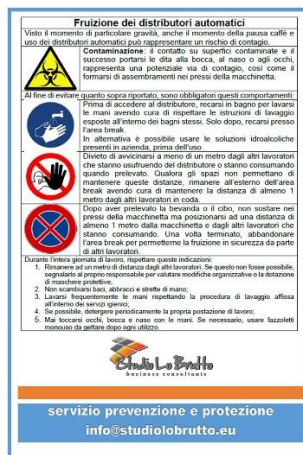 Fruizione dei distributori automatici
Visto il momento di particolare gravità, anche il momento della pausa caffè e
uso dei distributori automatici può rappresentare un rischio di contagio.
Contaminazione: il contatto su superfici contaminate e il
successivo portarsi le dita alla bocca, al naso o agli occhi,
rappresenta una potenziale via di contagio, così come il
formarsi di assembramenti nei pressi della macchinetta.
Al fine di evitare quanto sopra riportato, sono obbligatori questi comportamenti:
Prima di accedere al distributore, recarsi in bagno per lavarsi
le mani avendo cura di rispettare le istruzioni di lavaggio
esposte all'interno dei bagni stessi. Solo dopo, recarsi presso
l'area break.
In alternativa è possibile usare le soluzioni idroalcoliche
presenti in azienda, prima dell'uso.
Divieto di avvicinarsi a meno di un metro dagli altri lavoratori
che stanno usufruendo del distributore o stanno consumando
quando prelevato. Qualora gli spazi non permettano di
mantenere queste distanze, rimanere all'esterno dell'area
break avendo cura di mantenere la distanza di almeno 1
metro dagli altri lavoratori in coda.
Dopo aver prelevato la bevanda o il cibo, non sostare nei
pressi della macchetta ma posizionarsi ad una distanza di
almeno 1 metro dalla macchinetta e dagli altri lavoratori che
stanno consumando. Una volta terminato, abbandonare
l'area break per permetterne la fruizione in sicurezza da parte
di altri lavoratori.
Durante l'intera giornata di lavoro, rispettare queste indicazioni:
1. Rimanere ad un metro di distanza dagli altri lavoratori. Se questo non fosse possibile,
segnalarlo al proprio responsabile per valutare modifiche organizzative o la dotazione
di maschere protettive;
2. Non scambiarsi baci, abbracci e strette di mano;
3. Lavarsi frequentemente le mani rispettando la procedura di lavaggio affissa
all'interno dei servizi igienici;
4. Se possibile, detergere periodicamente la propria postazione di lavoro;
5. Mai toccarsi occhi, bocca e naso con le mani. Se necessario, usare fazzoletti
monouso da gettare dopo ogni utilizzo.
Studio Lo Brutto
business consultants
servizio prevenzione e protezione
info@studiolobrutto.eu